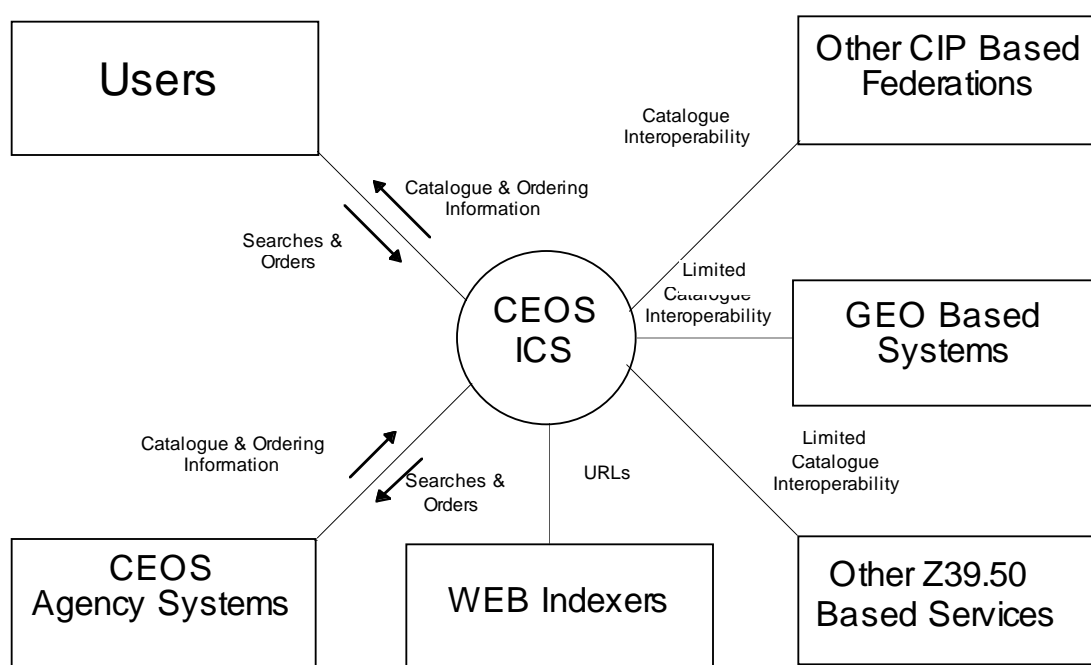 Users
Other CIP Based
Federations
Catalogue
Interoperability
Catalogue & Ordering
Information
Searches &
Orders
CEOS
ICS
Limited
Catalogue
Interoperability
GEO Based
Systems
Catalogue & Ordering
Information
Searches &
Orders
URLs
Limited
Catalogue
Interoperability
CEOS
Agency Systems
WEB Indexers
Other Z39.50
Based Services